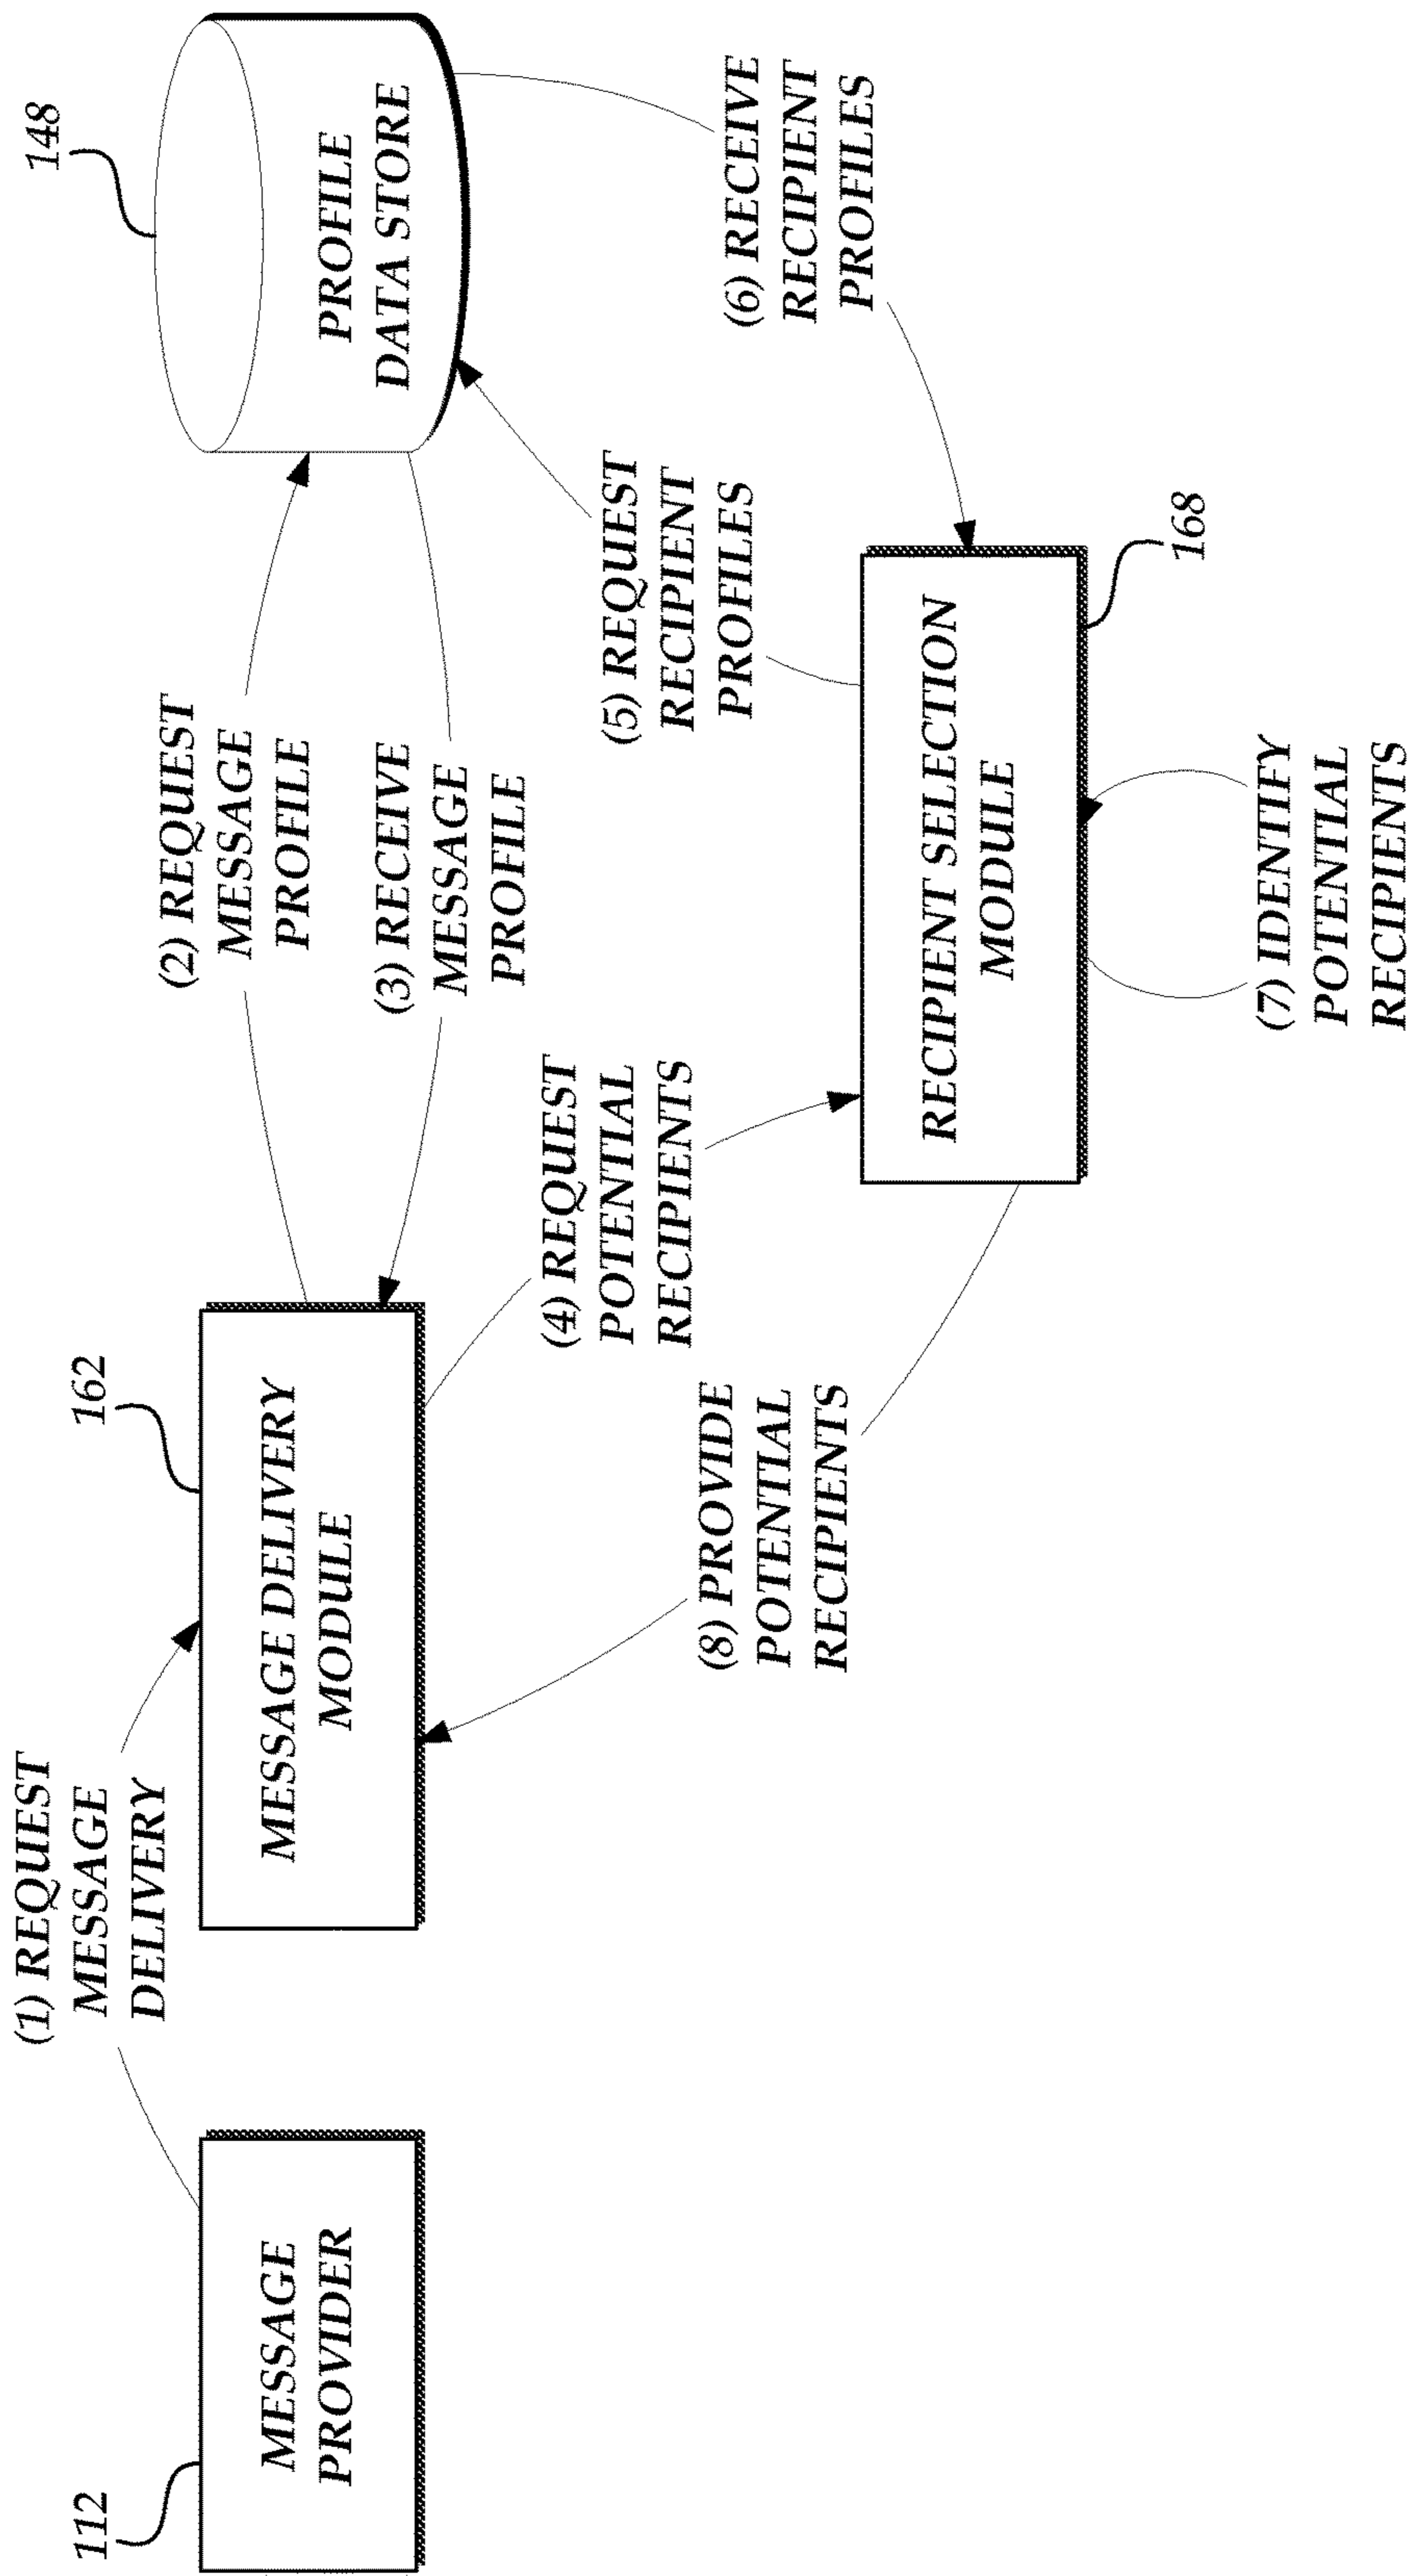 112
MESSAGE
PROVIDER
(1) REQUEST
MESSAGE
DELIVERY
162
MESSAGE DELIVERY
MODULE
(2) REQUEST
MESSAGE
PROFILE
(3) RECEIVE
MESSAGE
PROFILE
148
PROFILE
DATA STORE
(4) REQUEST
POTENTIAL
RECIPIENTS
(5) REQUEST
RECIPIENT
PROFILES
(6) RECEIVE
RECIPIENT
PROFILES
(8) PROVIDE
POTENTIAL
RECIPIENTS
RECIPIENT SELECTION
MODULE
168
(7) IDENTIFY
POTENTIAL
RECIPIENTS